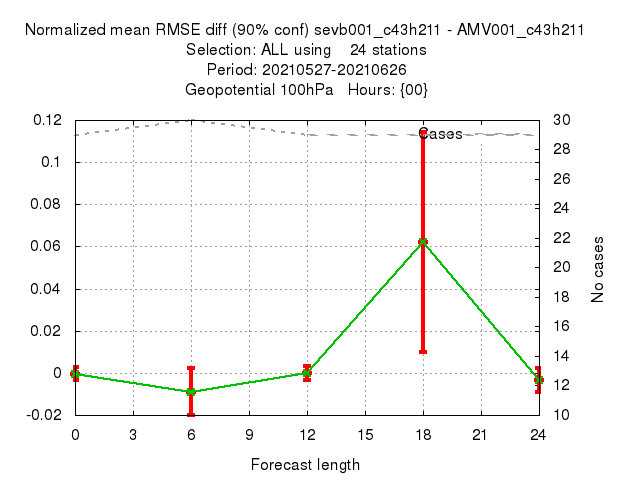 Normalized mean RMSE diff (90% conf) sevb001_c43h211 - AMV001_c43h211
Selection: ALL using    24 stations
Period: 20210527-20210626
Geopotential 100hPa   Hours: {00}
0.12
0.1
0.08
0.06
0.04
0.02
0
-0.02
Cases
30
28
26
24
22
20
18
16
14
12
10
No cases
0 3 6 9 12 15 18 21 24
Forecast length